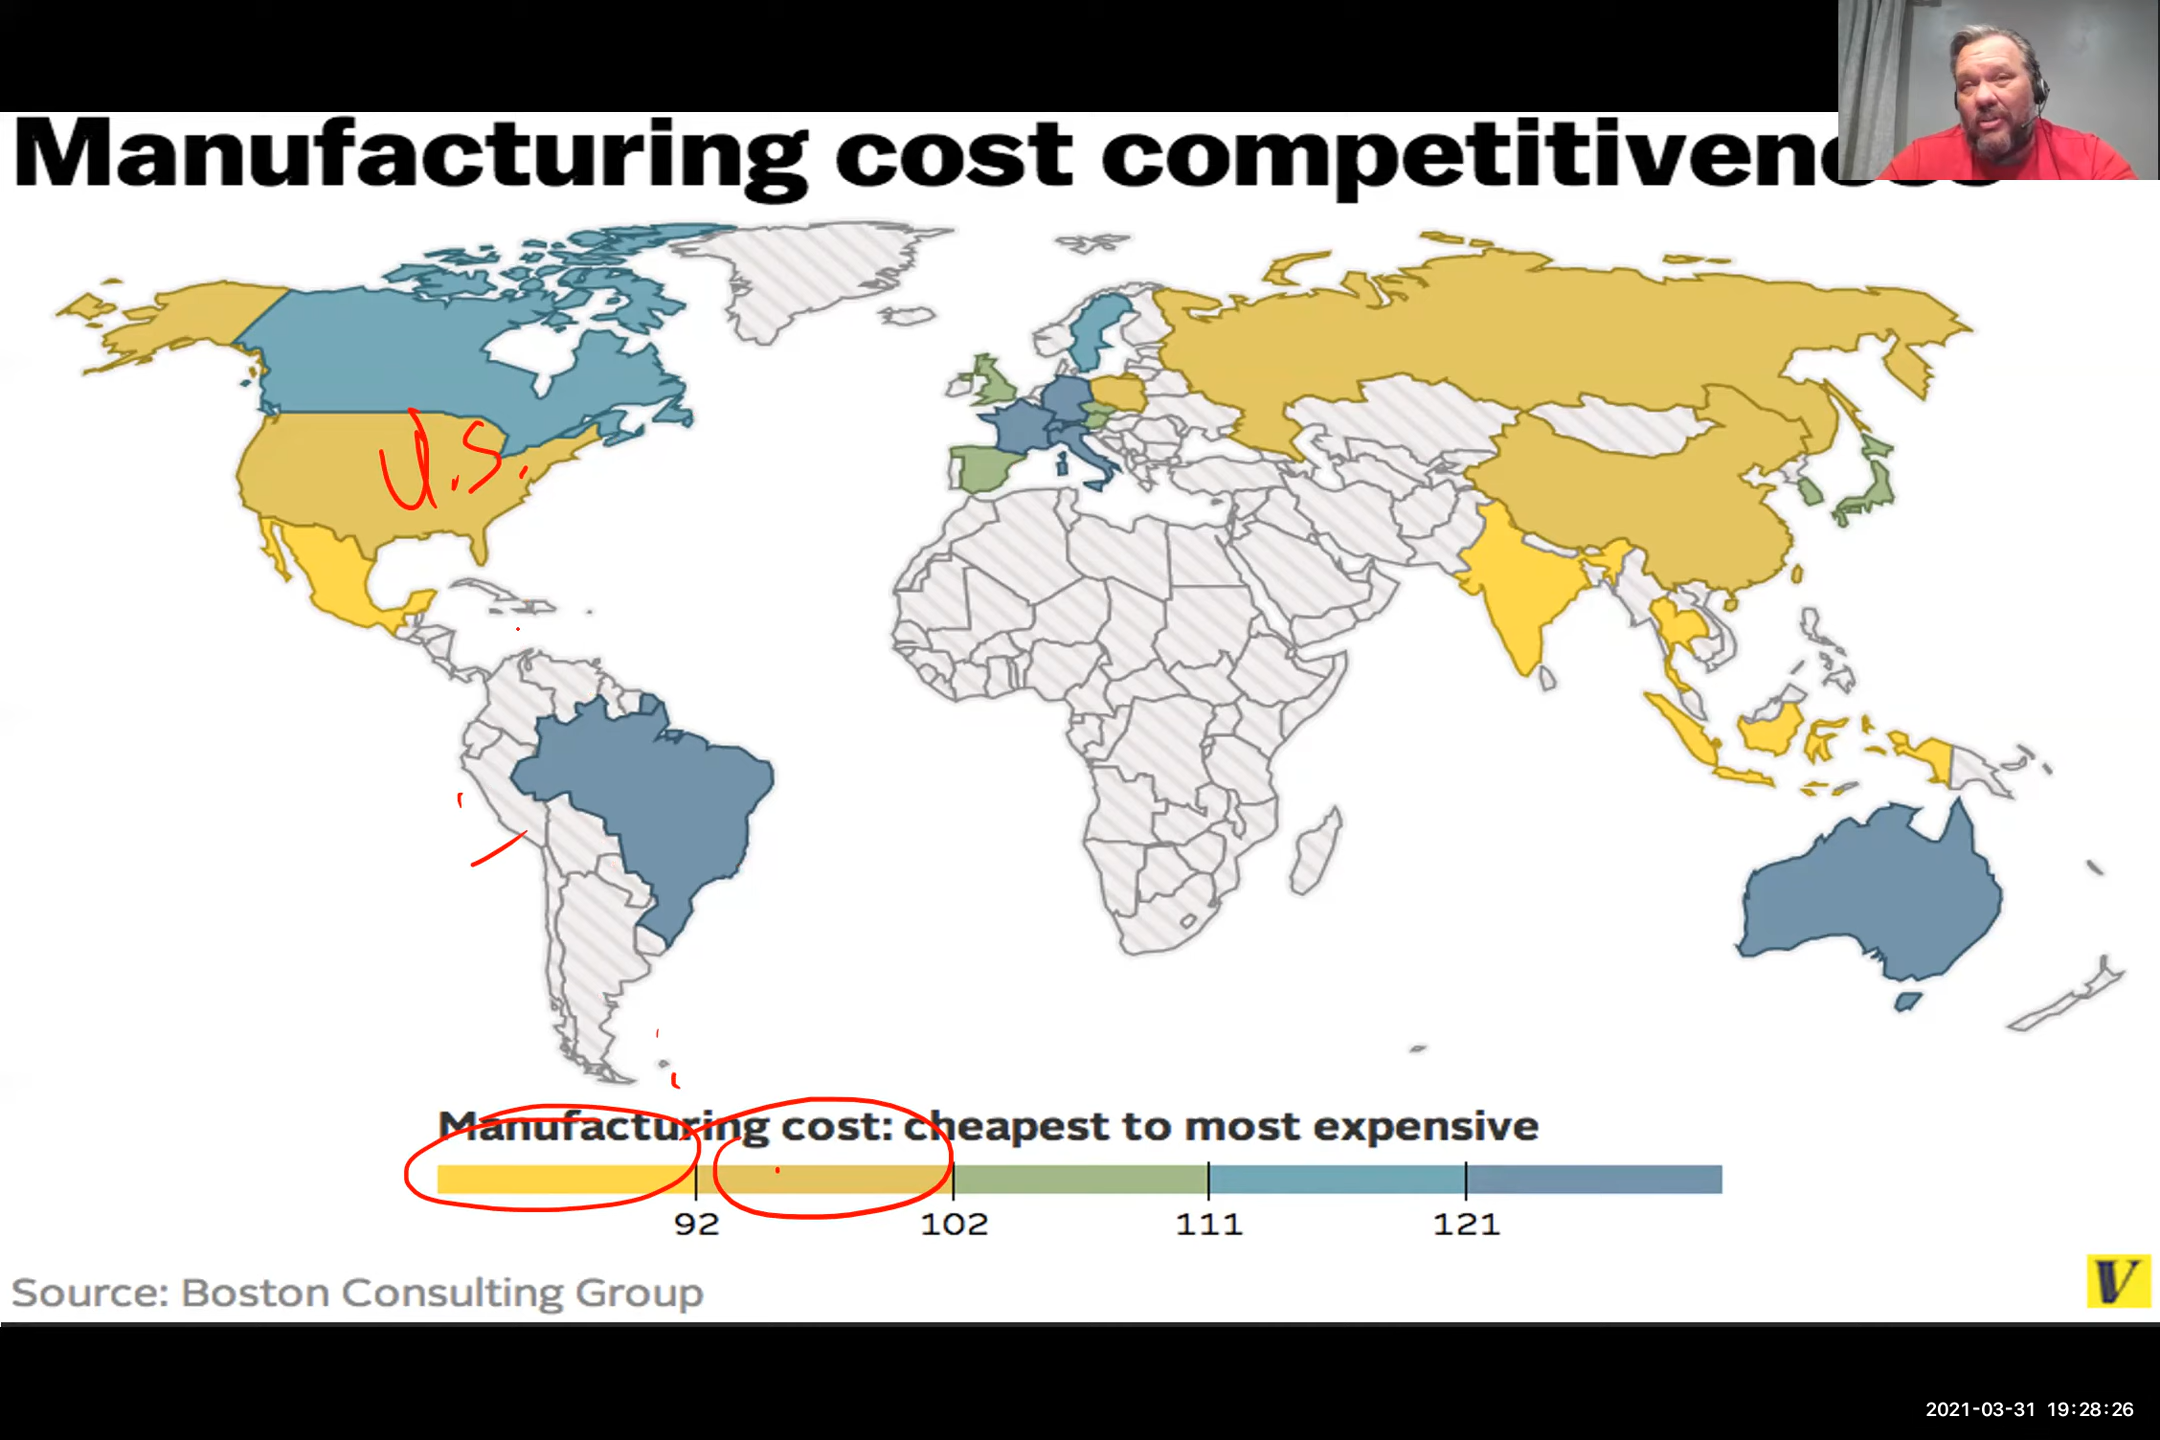 Manufacturing cost competitiveness
U.S.
Manufacturing cost: cheapest to most expensive
92 102 111 121
Source: Boston Consulting Group
V
2021-03-31 19:28:26